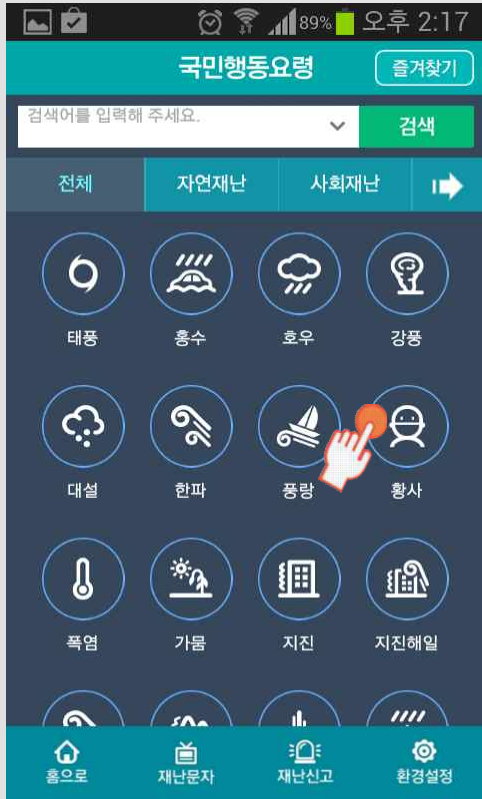 89% 오후 2:17
국민행동요령 즐겨찾기
검색어를 입력해 주세요. 검색
전체 자연재난 사회재난
태풍 홍수 호우 강풍
대설 한파 풍랑 황사
폭염 가뭄 지진 지진해일
홈으로 재난문자 재난신고 환경설정